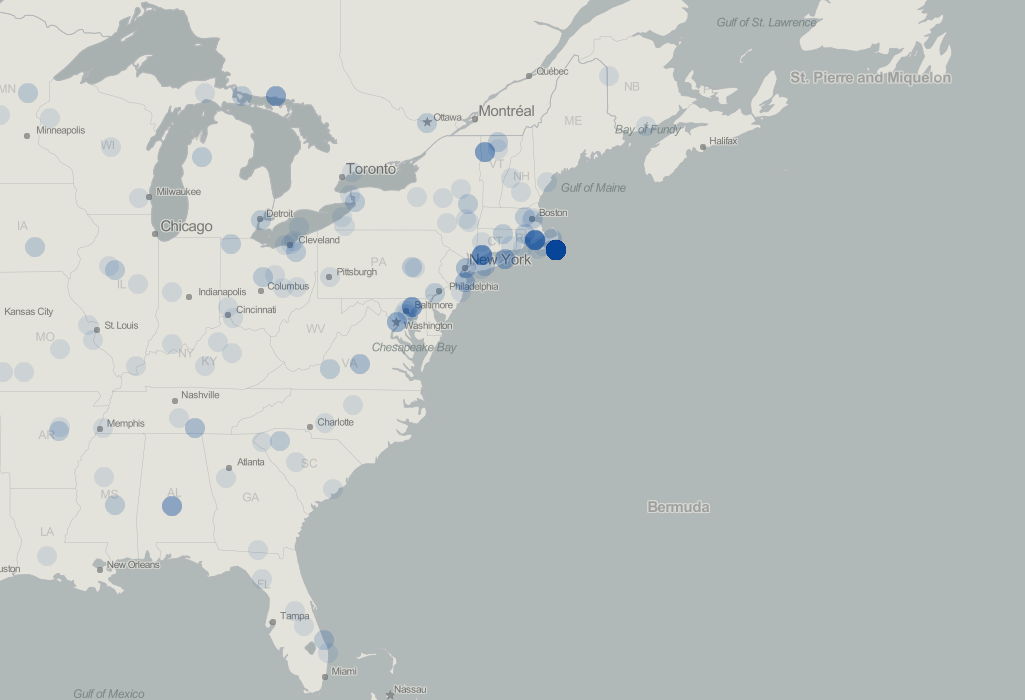 Gulf of St. Lawrence
St. Pierre and Miquelon
Québec
MN
NB
PE
Ottawa
Montréal
ME
Minneapolis
Bay of Fundy
Halifax
WI
VT
Toronto
NH
Milwaukee
Gulf of Maine
Detroit
Boston
IA
Chicago
Cleveland
CT
R
New York
PA
Pittsburgh
IL
Columbus
Philadelphia
Indianapolis
Baltimore
Kansas City
Cincinnati
St. Louis
WV
Washington
MO
Chesapeake Bay
NY
KY
VA
Nashville
AR
Memphis
Charlotte
Atlanta
SC
MS
AL
GA
Bermuda
LA
uston
New Orleans
FL
Tampa
Miami
Nassau
Gulf of Mexico